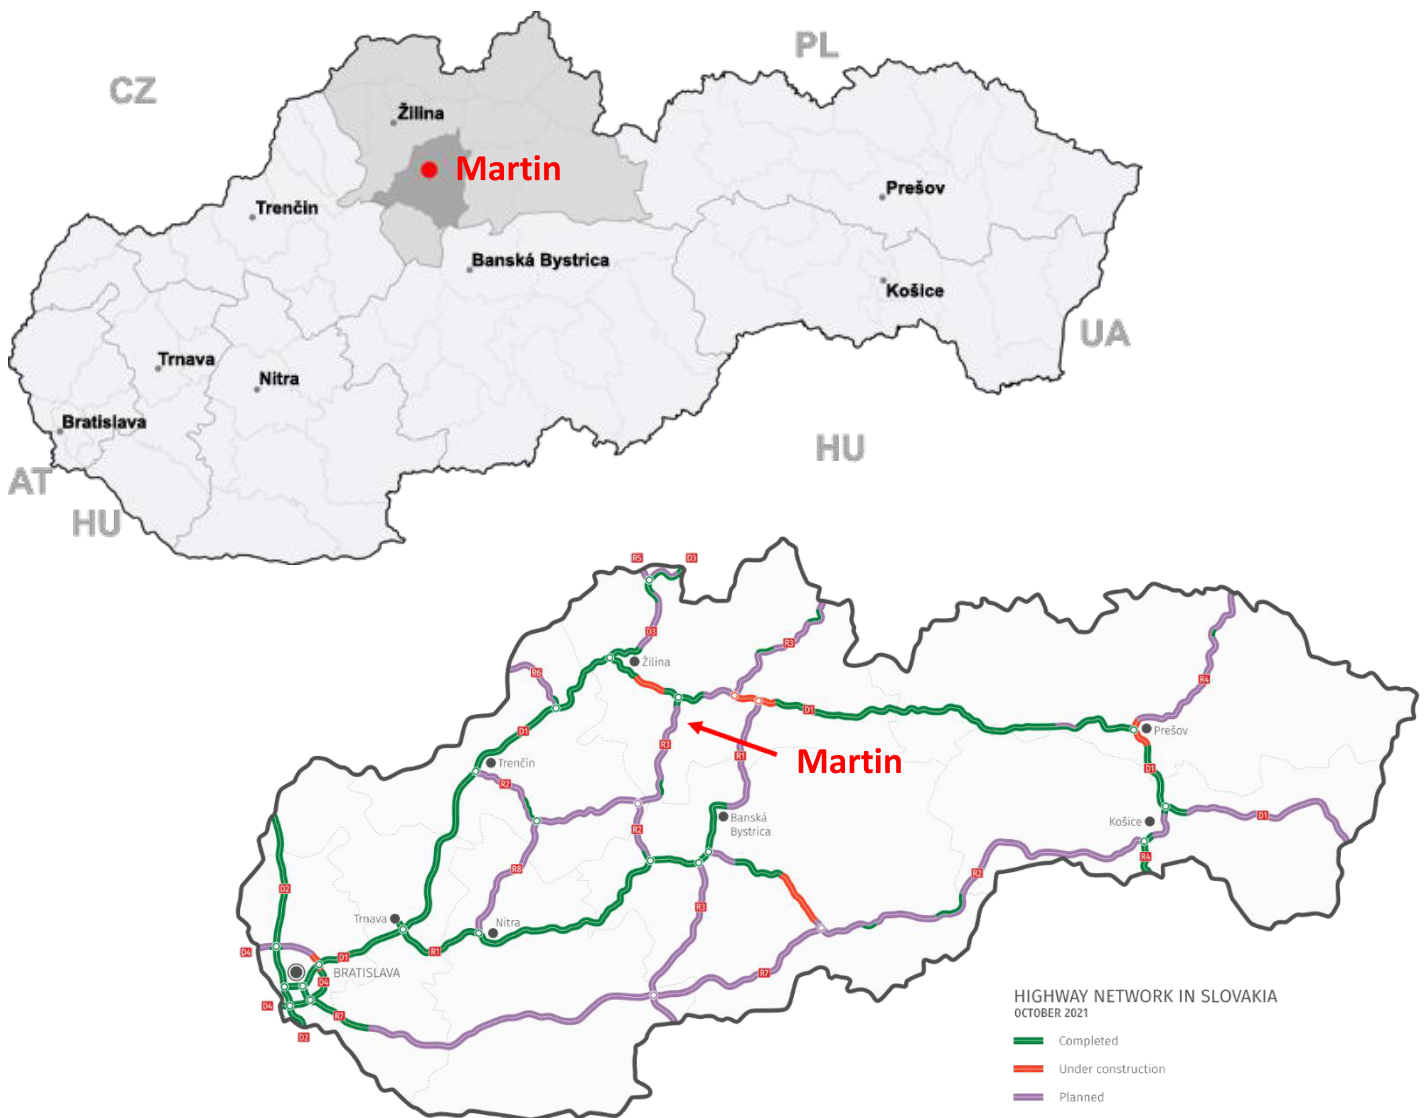 PL
CZ
Žilina
Martin
Prešov
Trenčín
Banská Bystrica
Košice
UA
Trnava
Nitra
Bratislava
HU
AT
HU
R5
D3
D3
R3
Žilina
R6
R4
D1
D1
Prešov
R3
R1
Martin
Trenčín
D1
R2
Banská
Bystrica
Košice
D1
R2
R4
R8
R2
D2
Trnava
R3
Nitra
R1
D4
D1
BRATISLAVA
R7
D4
D4
R7
D2
HIGHWAY NETWORK IN SLOVAKIA
OCTOBER 2021
Completed
Under construction
Planned